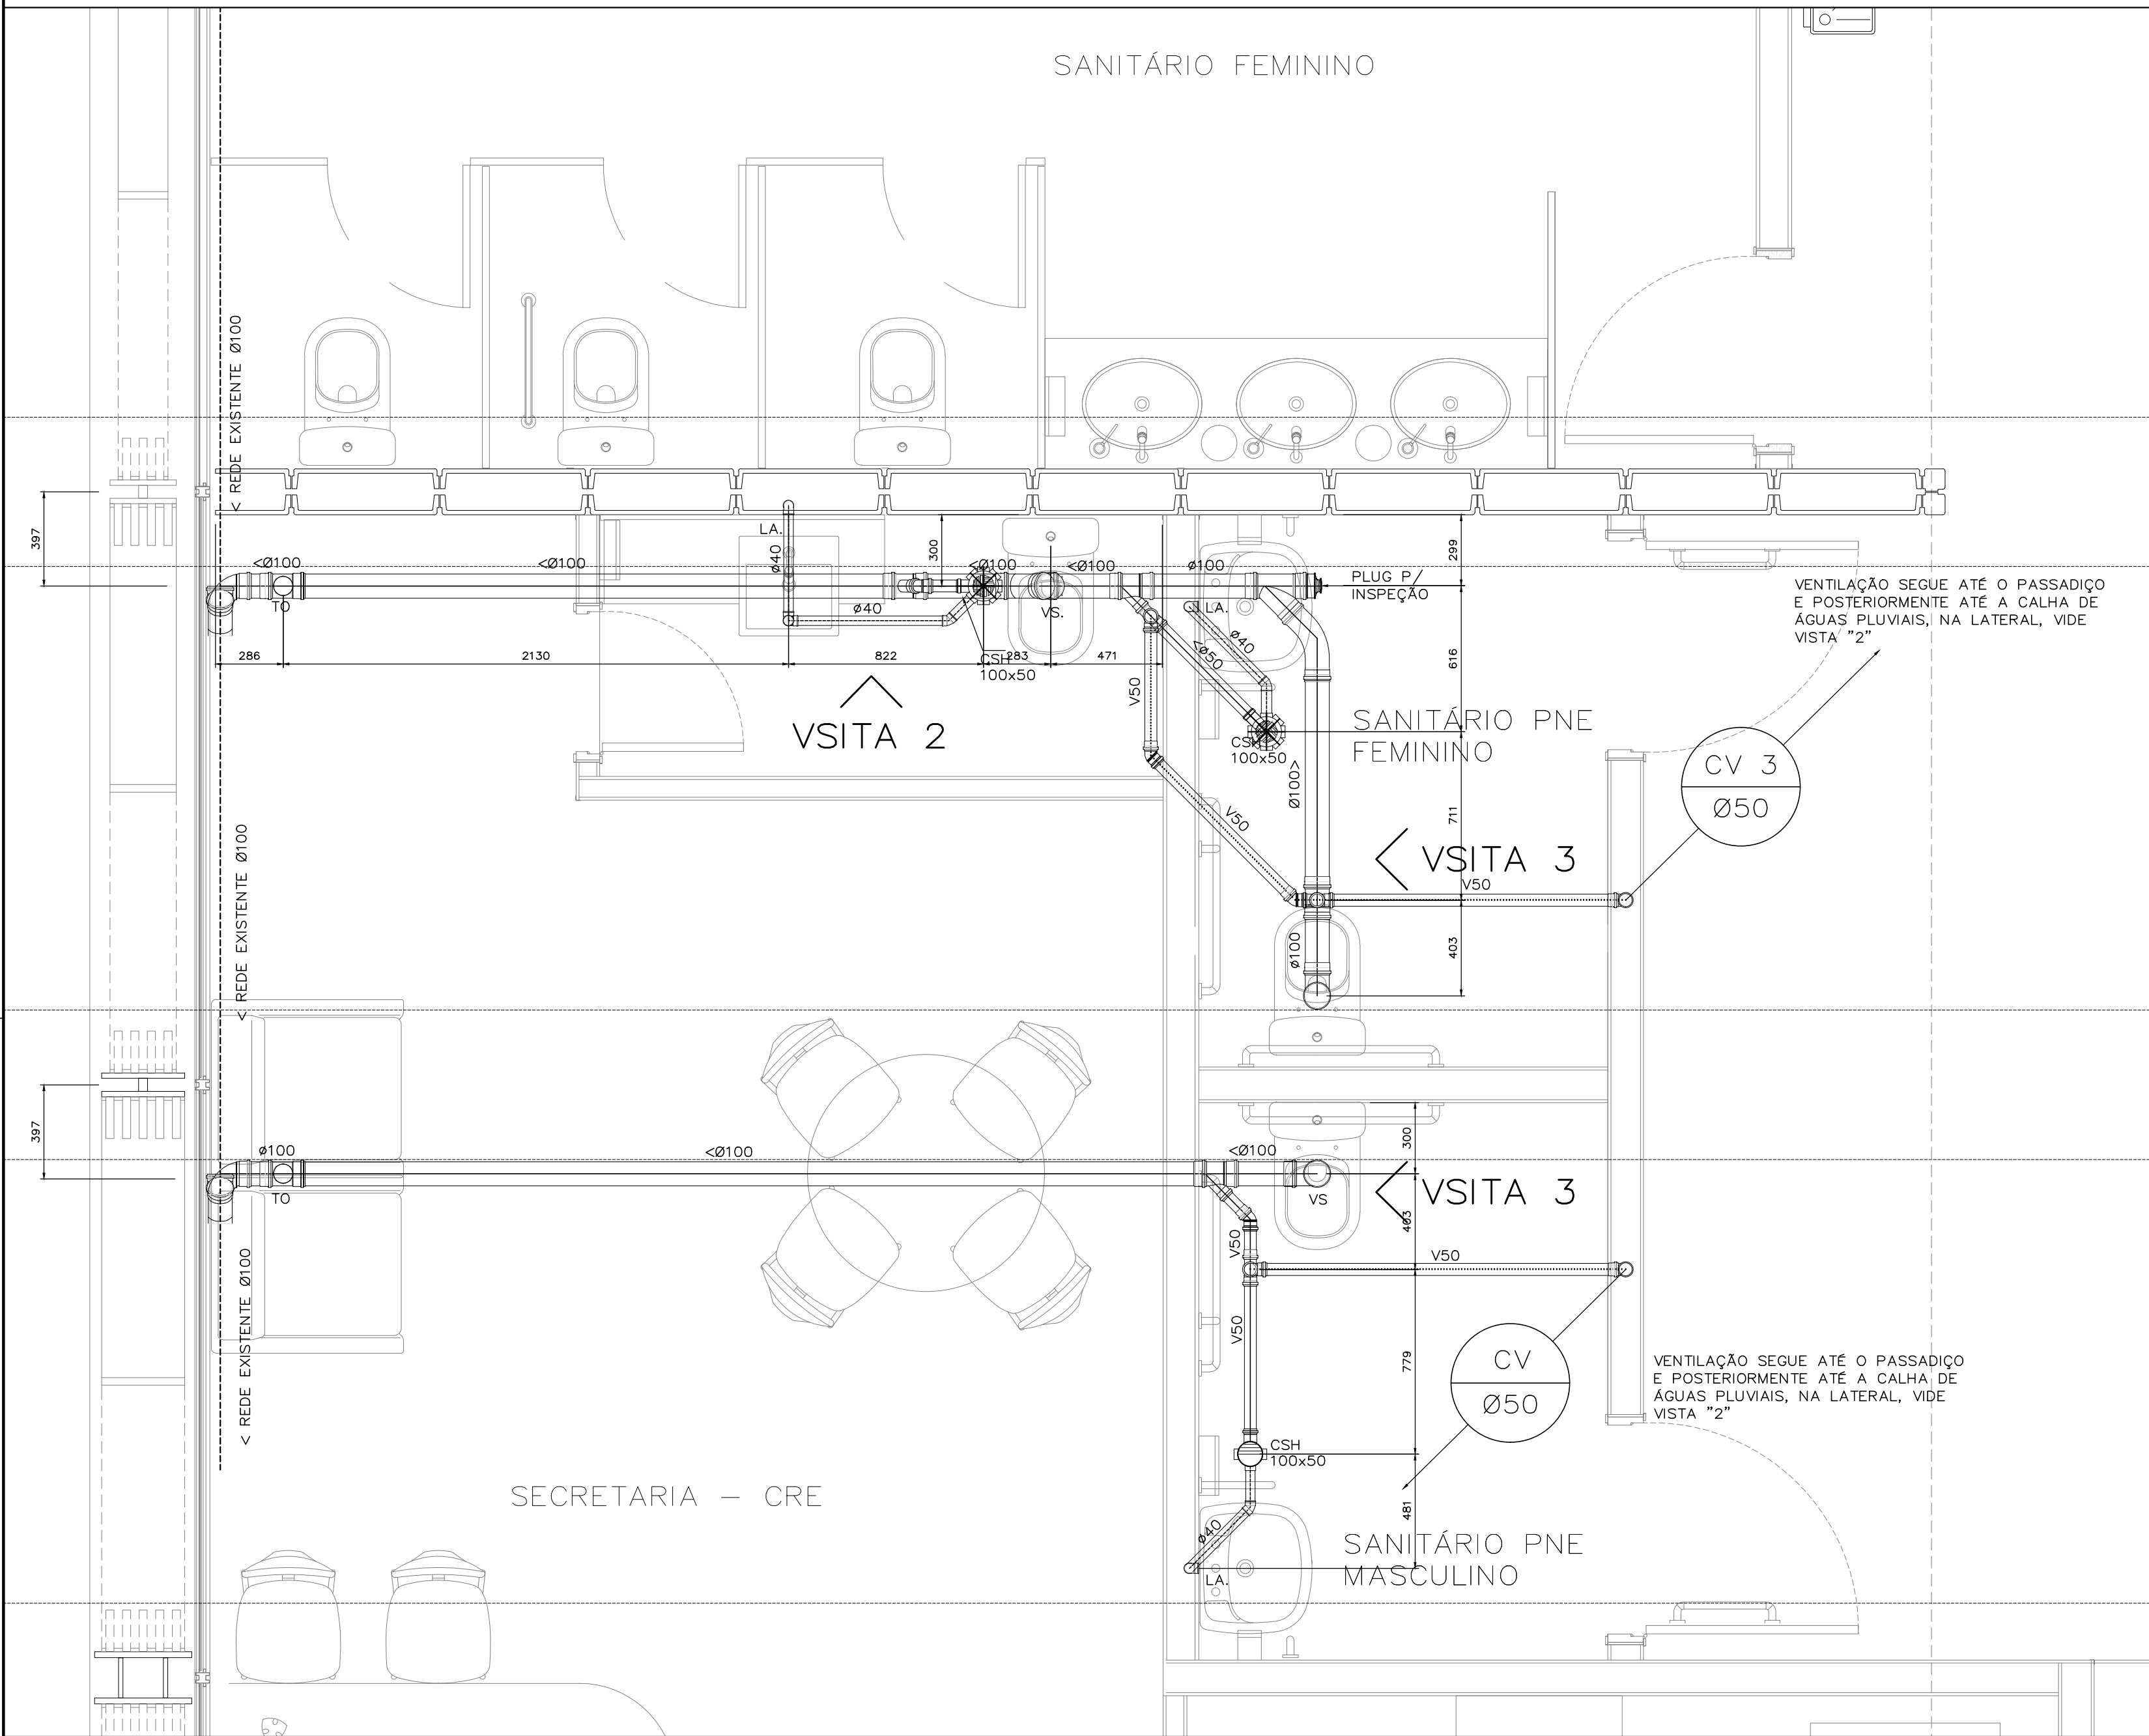 SANITÁRIO FEMININO
< REDE EXISTENTE Ø100
397
LA.
ø40
300
299
<Ø100
<Ø100
<Ø100
<Ø100
ø100
PLUG P/
INSPEÇÃO
TO
ø40
VS.
LA.
VENTILAÇÃO SEGUE ATÉ O PASSADIÇO
E POSTERIORMENTE ATÉ A CALHA DE
ÁGUAS PLUVIAIS, NA LATERAL, VIDE
VISTA "2"
286
2130
822
283
471
CSH
100x50
ø40
<ø50
616
V50
VSITA 2
SANITÁRIO PNE
FEMININO
CSH
100x50
CV 3
Ø50
Ø100>
V50
711
VSITA 3
V50
< REDE EXISTENTE Ø100
ø100
403
397
ø100
<Ø100
<Ø100
300
TO
VS
VSITA 3
403
V50
V50
< REDE EXISTENTE Ø100
V50
779
CV
Ø50
VENTILAÇÃO SEGUE ATÉ O PASSADIÇO
E POSTERIORMENTE ATÉ A CALHA DE
ÁGUAS PLUVIAIS, NA LATERAL, VIDE
VISTA "2"
CSH
100x50
SECRETARIA – CRE
481
ø40
SANITÁRIO PNE
MASCULINO
LA.